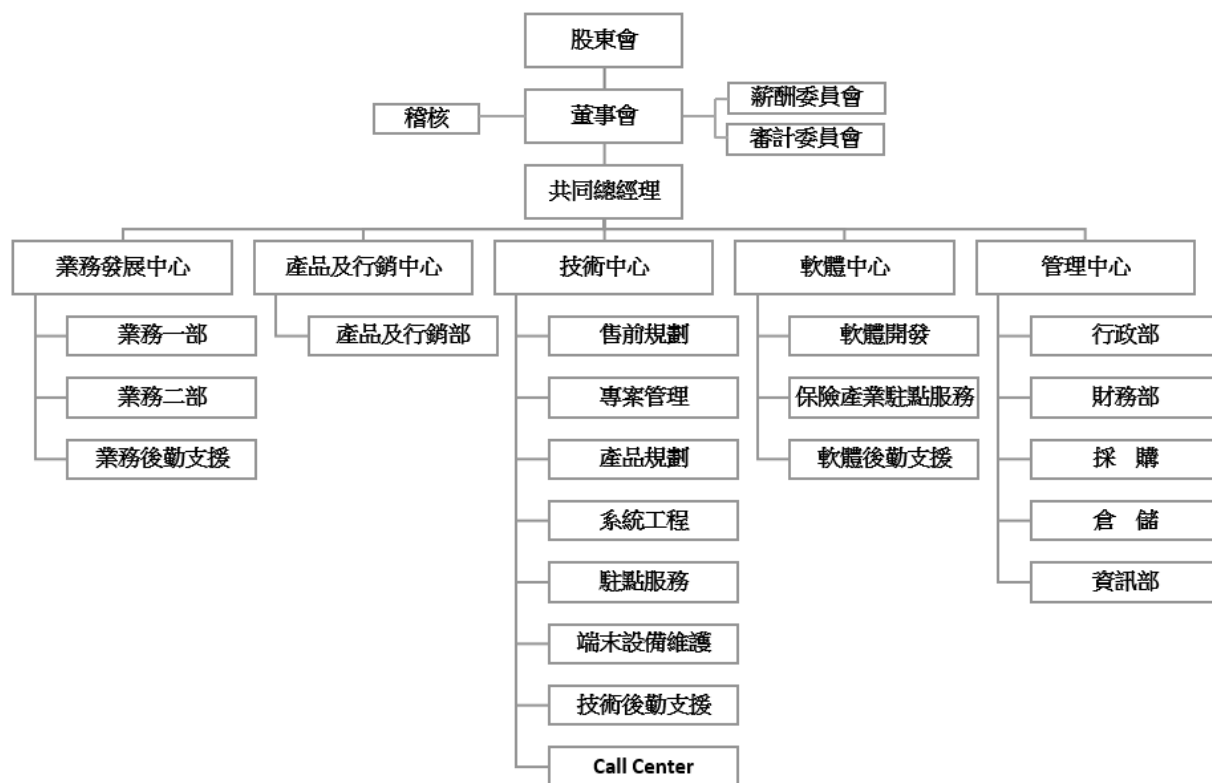 股東會
稽核
董事會
薪酬委員會
審計委員會
共同總經理
業務發展中心
業務一部
業務二部
業務後勤支援
產品及行銷中心
產品及行銷部
技術中心
售前規劃
專案管理
產品規劃
系統工程
駐點服務
端末設備維護
技術後勤支援
Call Center
軟體中心
軟體開發
保險產業駐點服務
軟體後勤支援
管理中心
行政部
財務部
採　購
倉　儲
資訊部